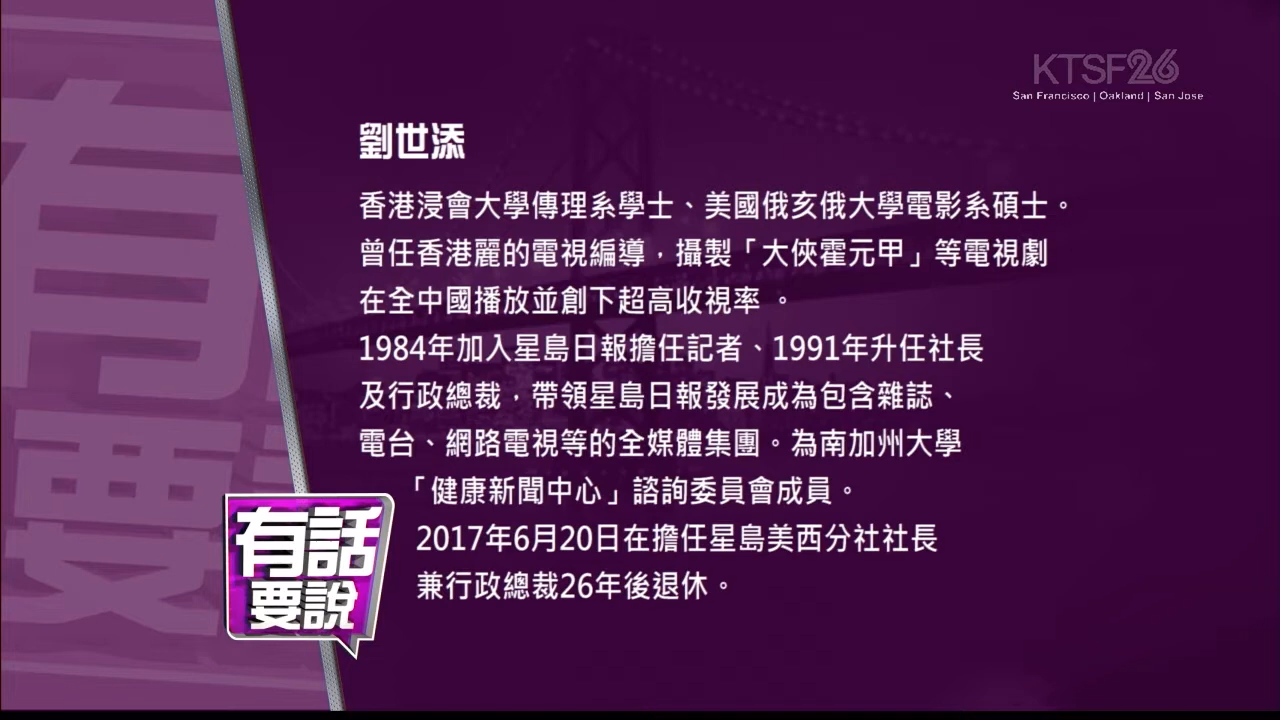 KTSF26
San Francisco | Oakland | San Jose
劉世添
香港浸會大學傳理系學士、美國俄亥俄大學電影系碩士。
曾任香港麗的電視編導，攝製「大俠霍元甲」等電視劇
在全中國播放並創下超高收視率 。
1984年加入星島日報擔任記者、1991年升任社長
及行政總裁，帶領星島日報發展成為包含雜誌、
電台、網路電視等的全媒體集團。為南加州大學
「健康新聞中心」諮詢委員會成員。
2017年6月20日在擔任星島美西分社社長
兼行政總裁26年後退休。
有話
要說
有
要